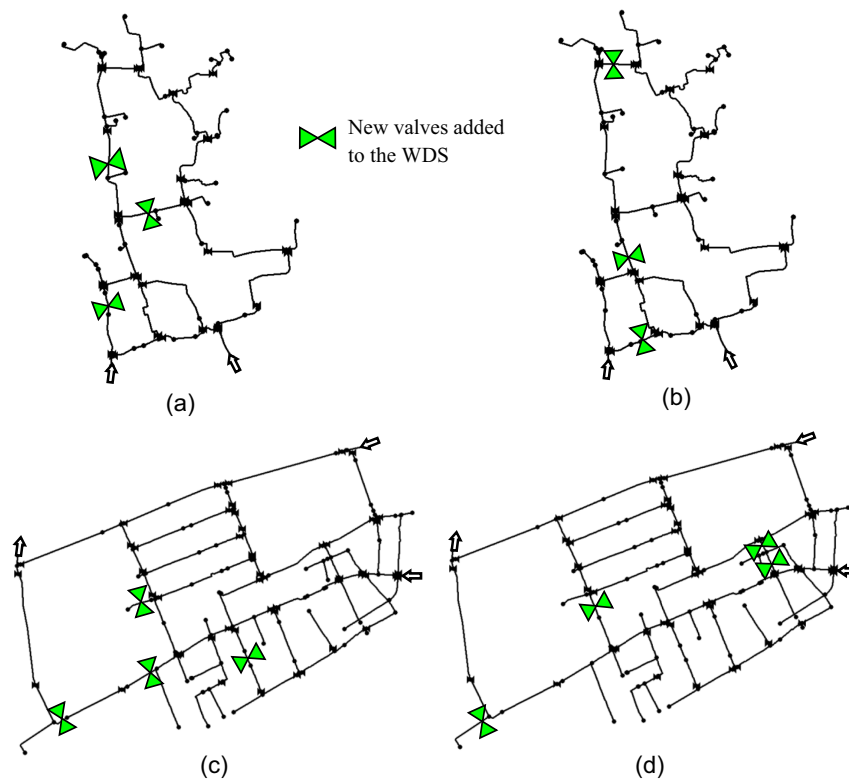 New valves added
to the WDS
(a)
(b)
(c)
(d)